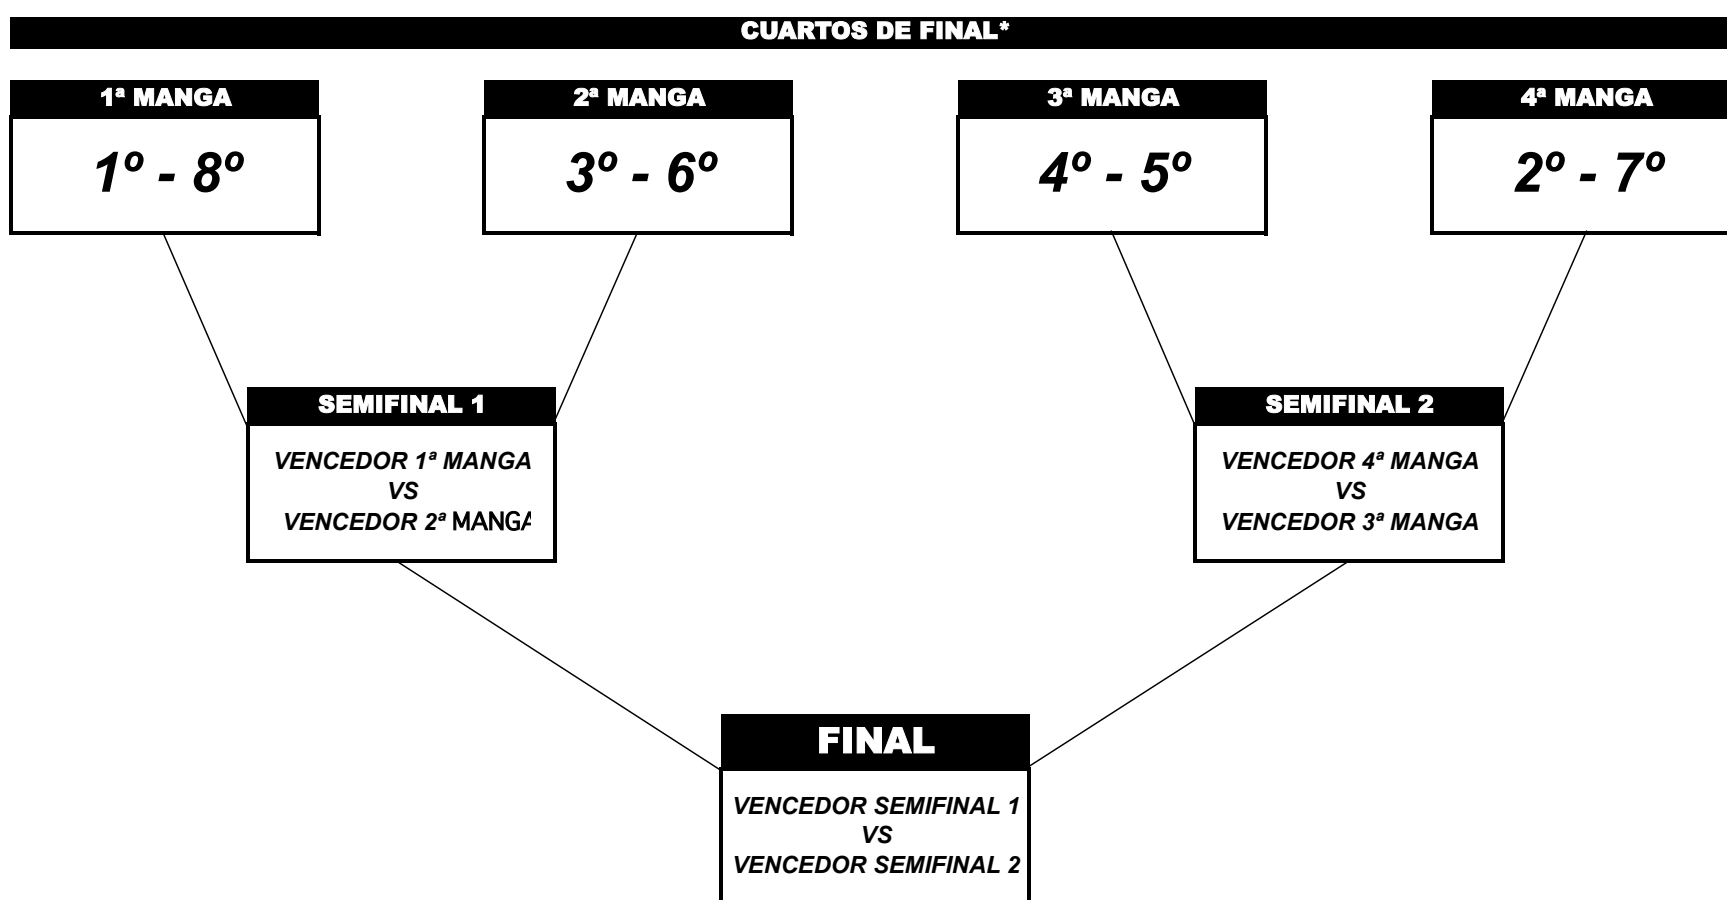 CUARTOS DE FINAL*
1ª MANGA
1º - 8º
2ª MANGA
3º - 6º
3ª MANGA
4º - 5º
4ª MANGA
2º - 7º
SEMIFINAL 1
VENCEDOR 1ª MANGA
VS
VENCEDOR 2ª MANGA
SEMIFINAL 2
VENCEDOR 4ª MANGA
VS
VENCEDOR 3ª MANGA
FINAL
VENCEDOR SEMIFINAL 1
VS
VENCEDOR SEMIFINAL 2